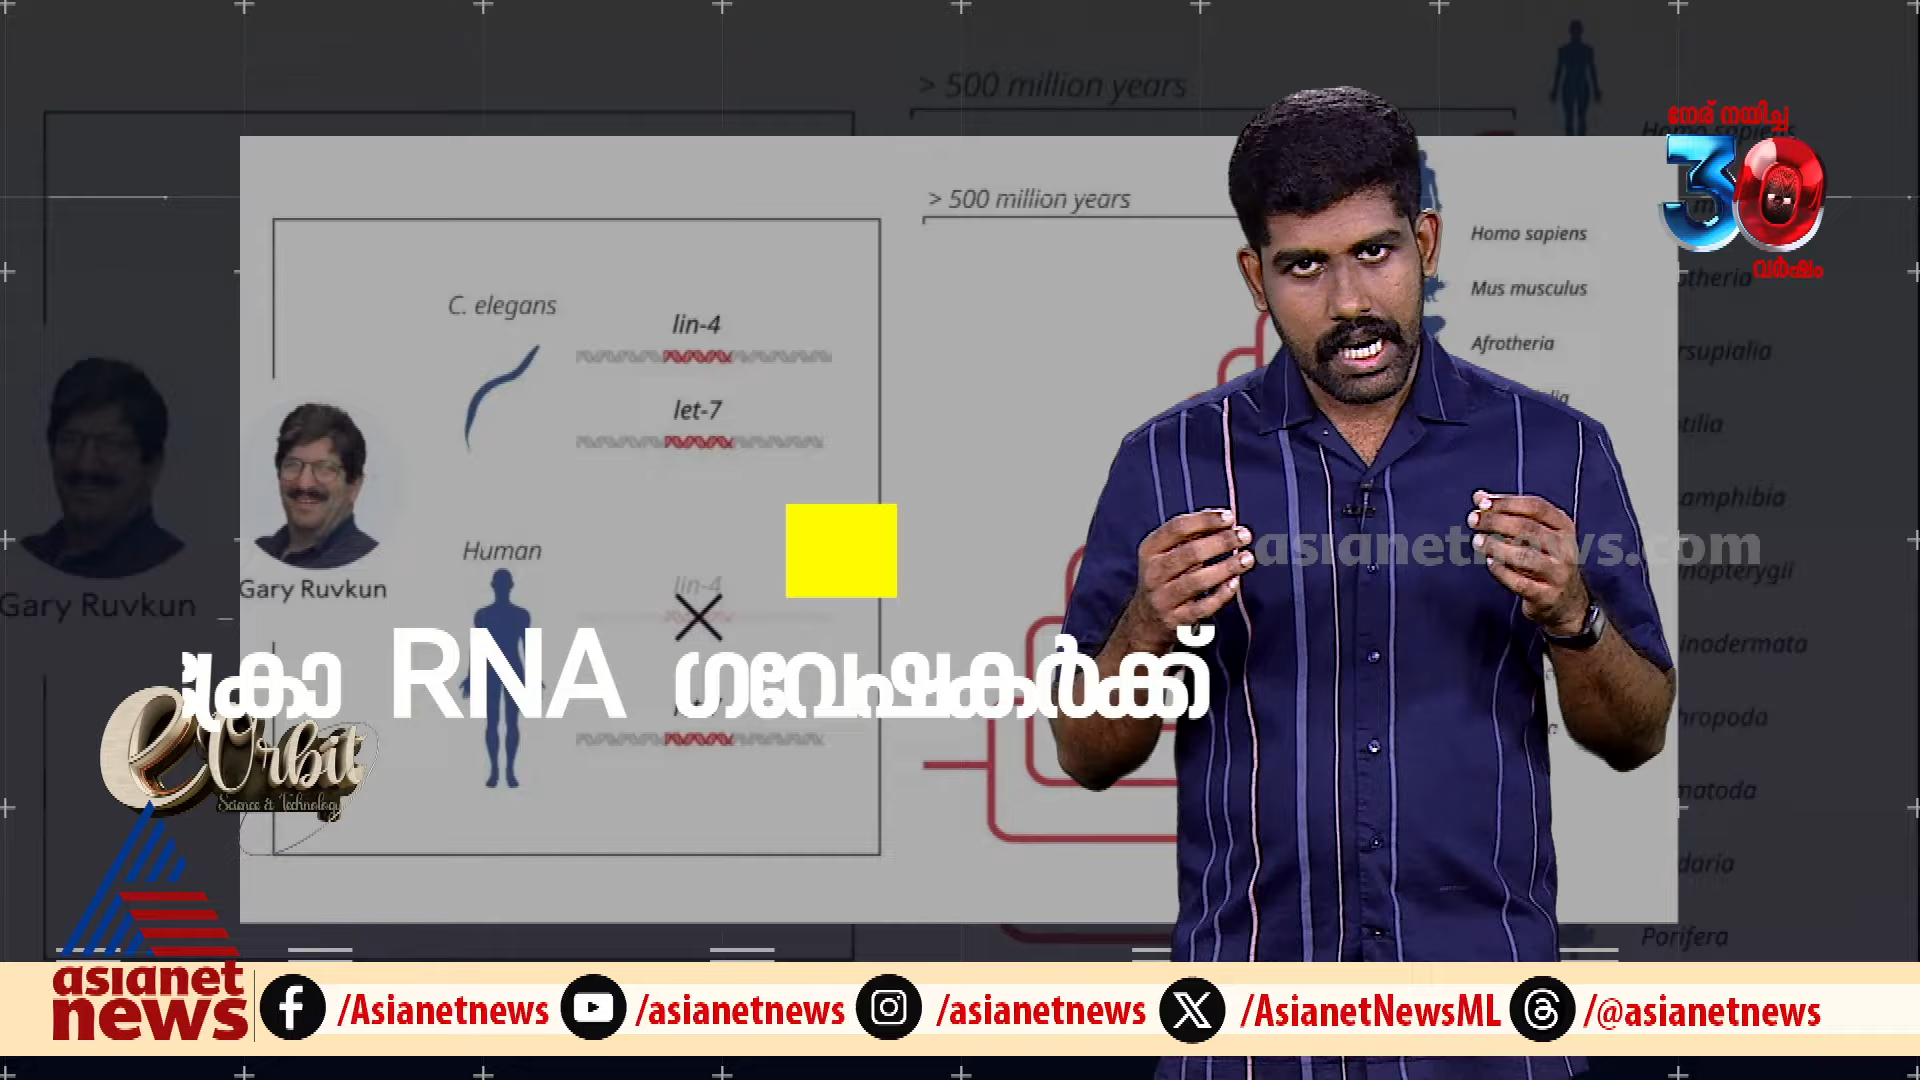 > 500 million years
നേര് നയിച്ച
30
വർഷം
> 500 million years
Homo sapiens
Mus musculus
Afrotheria
C. elegans
lin-4
let-7
Human
lin-4
Gary Ruvkun
Gary Ruvkun
asianetnews.com
RNA ഗവേഷകർക്ക്
e Orbit
Science & Technology
Porifera
asianet
news
/Asianetnews
/asianetnews
/asianetnews
/AsianetNewsML
/@asianetnews